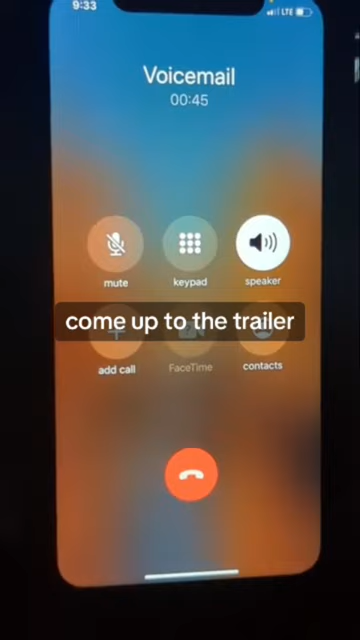 9:33
LTE
Voicemail
00:45
mute keypad speaker
come up to the trailer
add call FaceTime contacts